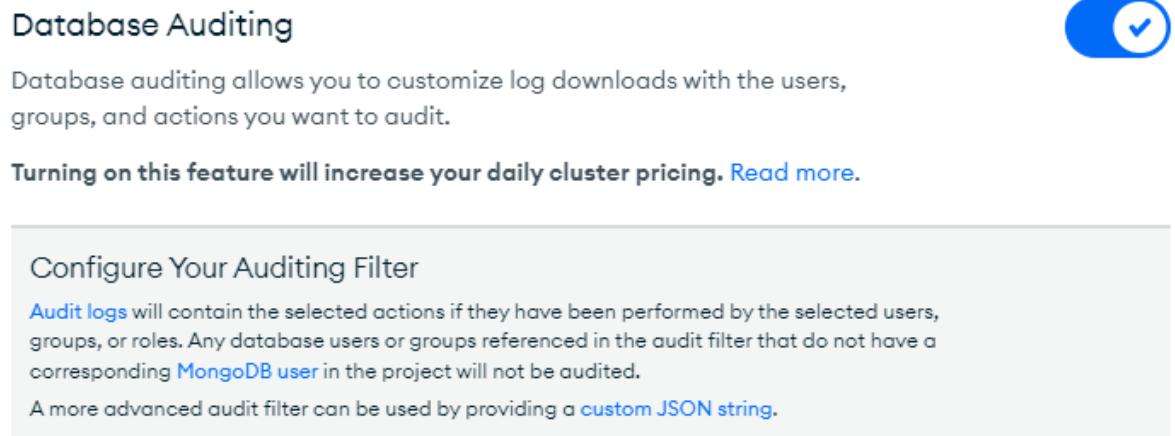 Database Auditing
Database auditing allows you to customize log downloads with the users,
groups, and actions you want to audit.
Turning on this feature will increase your daily cluster pricing. Read more.
Configure Your Auditing Filter
Audit logs will contain the selected actions if they have been performed by the selected users,
groups, or roles. Any database users or groups referenced in the audit filter that do not have a
corresponding MongoDB user in the project will not be audited.
A more advanced audit filter can be used by providing a custom JSON string.